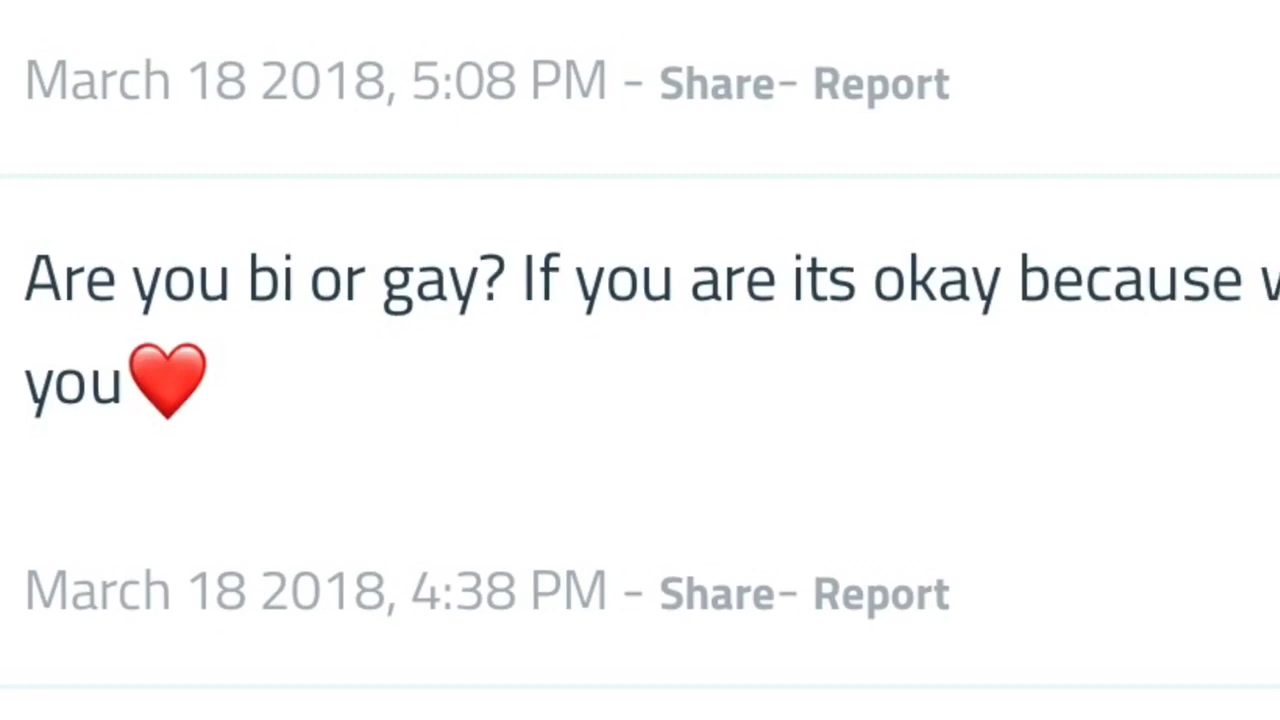 March 18 2018, 5:08 PM - Share- Report
Are you bi or gay? If you are its okay because
you❤️
March 18 2018, 4:38 PM - Share- Report